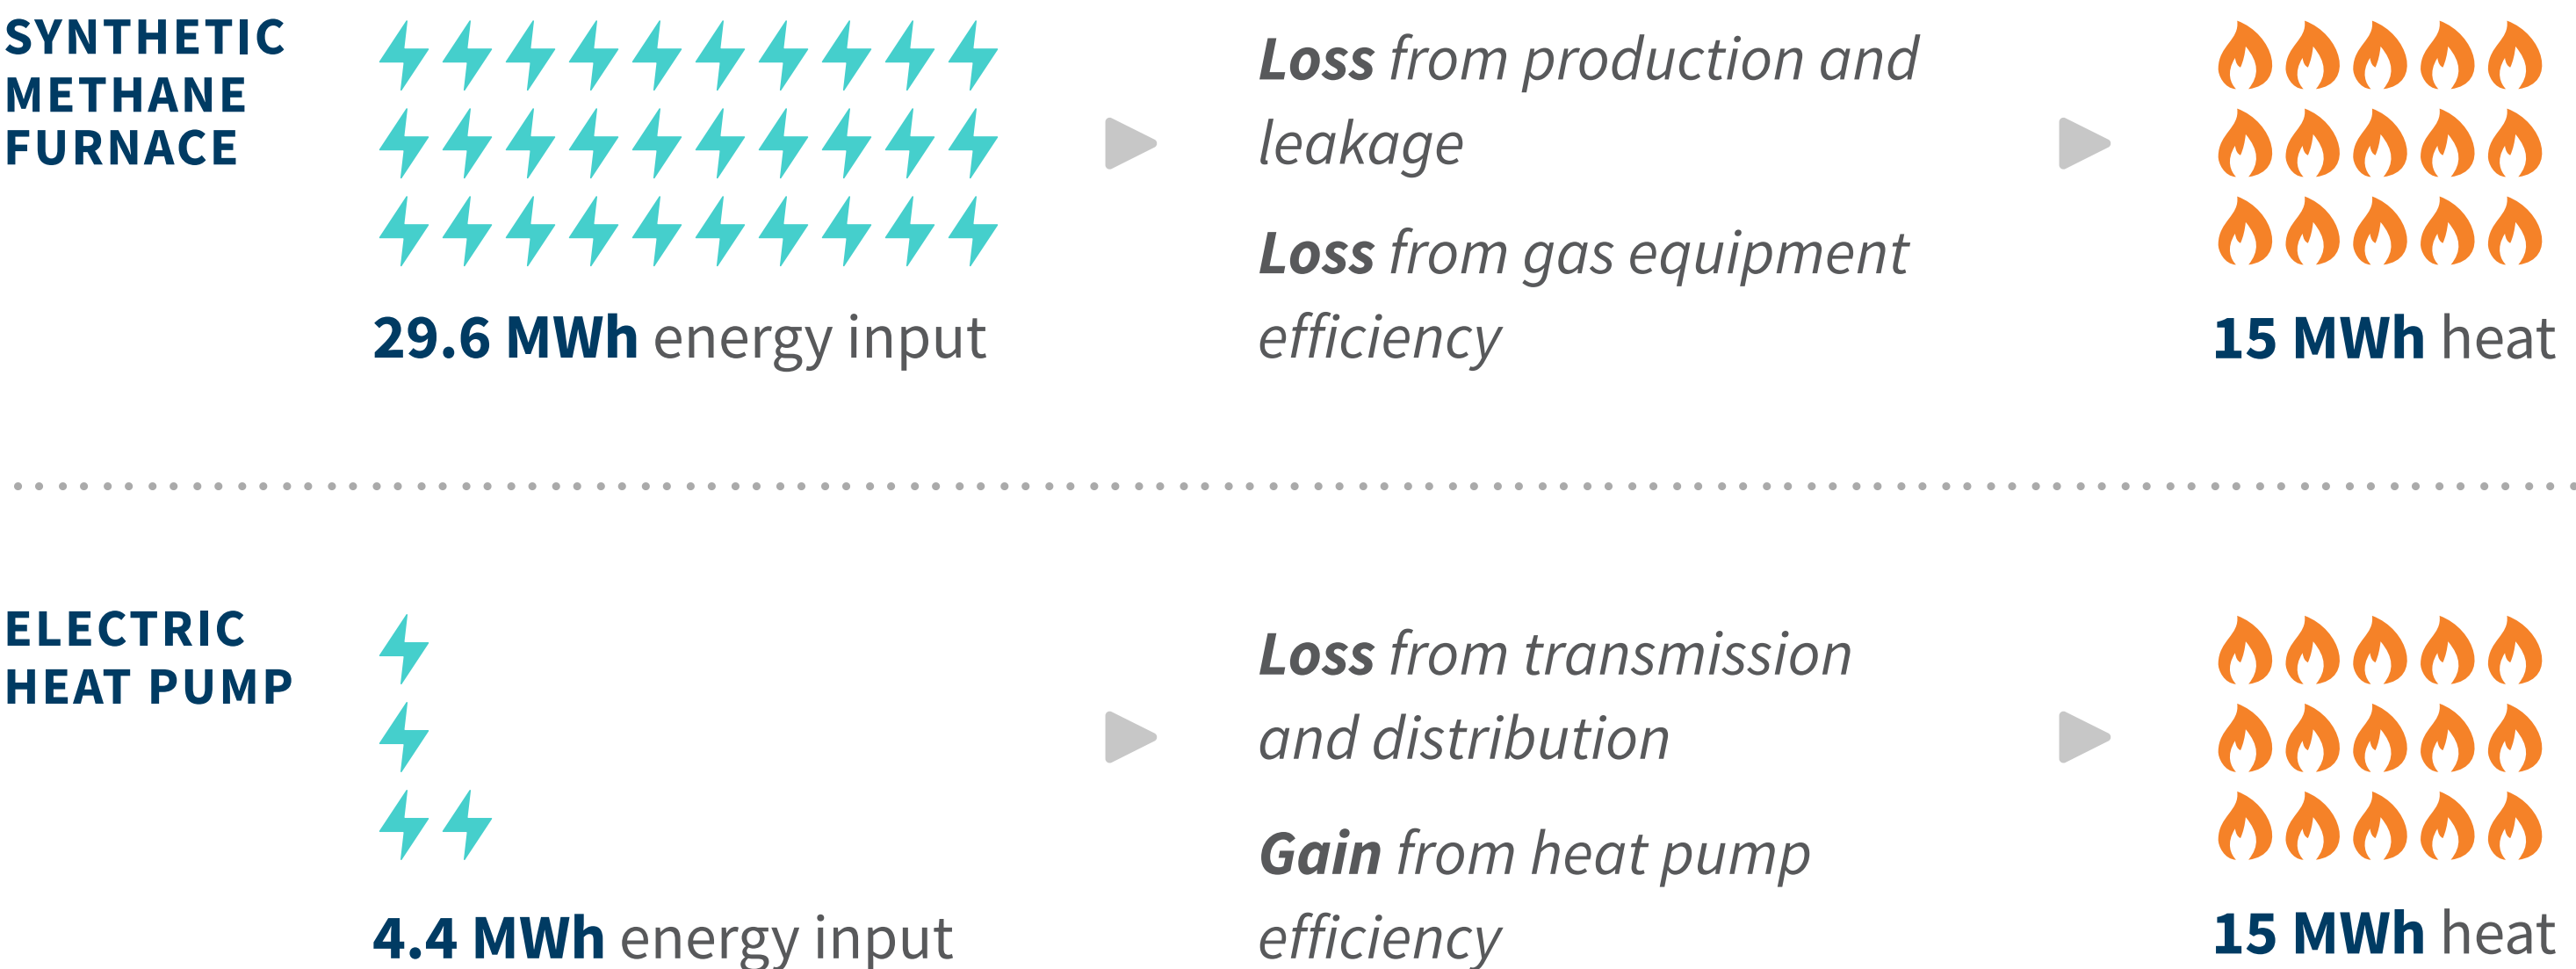 SYNTHETIC
METHANE
FURNACE
29.6 MWh energy input
Loss from production and
leakage
Loss from gas equipment
efficiency
15 MWh heat
ELECTRIC
HEAT PUMP
4.4 MWh energy input
Loss from transmission
and distribution
Gain from heat pump
efficiency
15 MWh heat